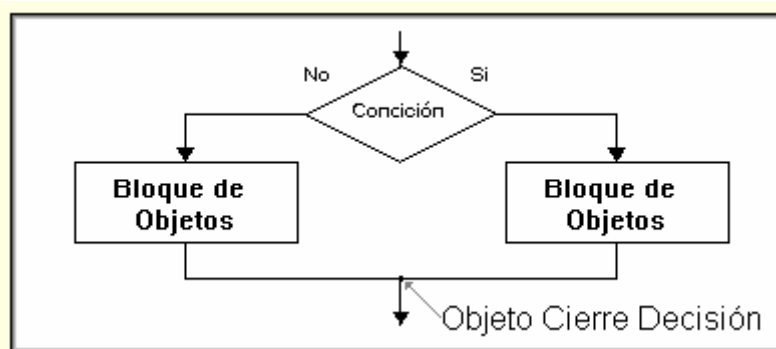 No
Si
Concición
Bloque de
Objetos
Bloque de
Objetos
Objeto Cierre Decisión